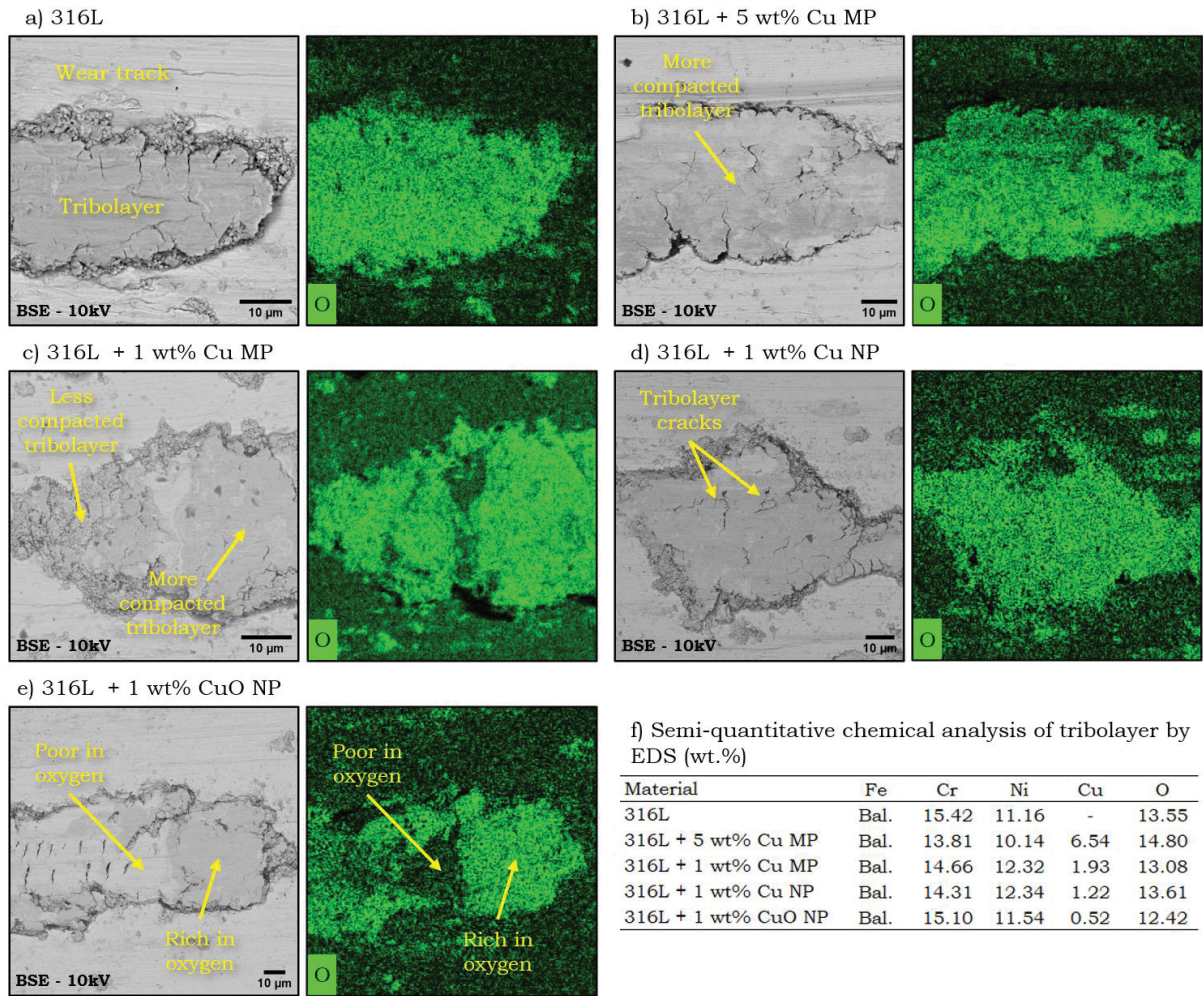 a) 316L
Wear track
Tribolayer
BSE - 10kV
10 µm
O
b) 316L + 5 wt% Cu MP
More
compacted
tribolayer
BSE - 10kV
10 µm
O
c) 316L + 1 wt% Cu MP
Less
compacted
tribolayer
More
compacted
tribolayer
BSE - 10kV
10 µm
O
d) 316L + 1 wt% Cu NP
Tribolayer
cracks
BSE - 10kV
10 µm
O
e) 316L + 1 wt% CuO NP
Poor in
oxygen
Rich in
oxygen
BSE - 10kV
10 µm
Poor in
oxygen
Rich in
oxygen
O
f) Semi-quantitative chemical analysis of tribolayer by
EDS (wt.%)
Material Fe Cr Ni Cu O
316L Bal. 15.42 11.16 - 13.55
316L + 5 wt% Cu MP Bal. 13.81 10.14 6.54 14.80
316L + 1 wt% Cu MP Bal. 14.66 12.32 1.93 13.08
316L + 1 wt% Cu NP Bal. 14.31 12.34 1.22 13.61
316L + 1 wt% CuO NP Bal. 15.10 11.54 0.52 12.42